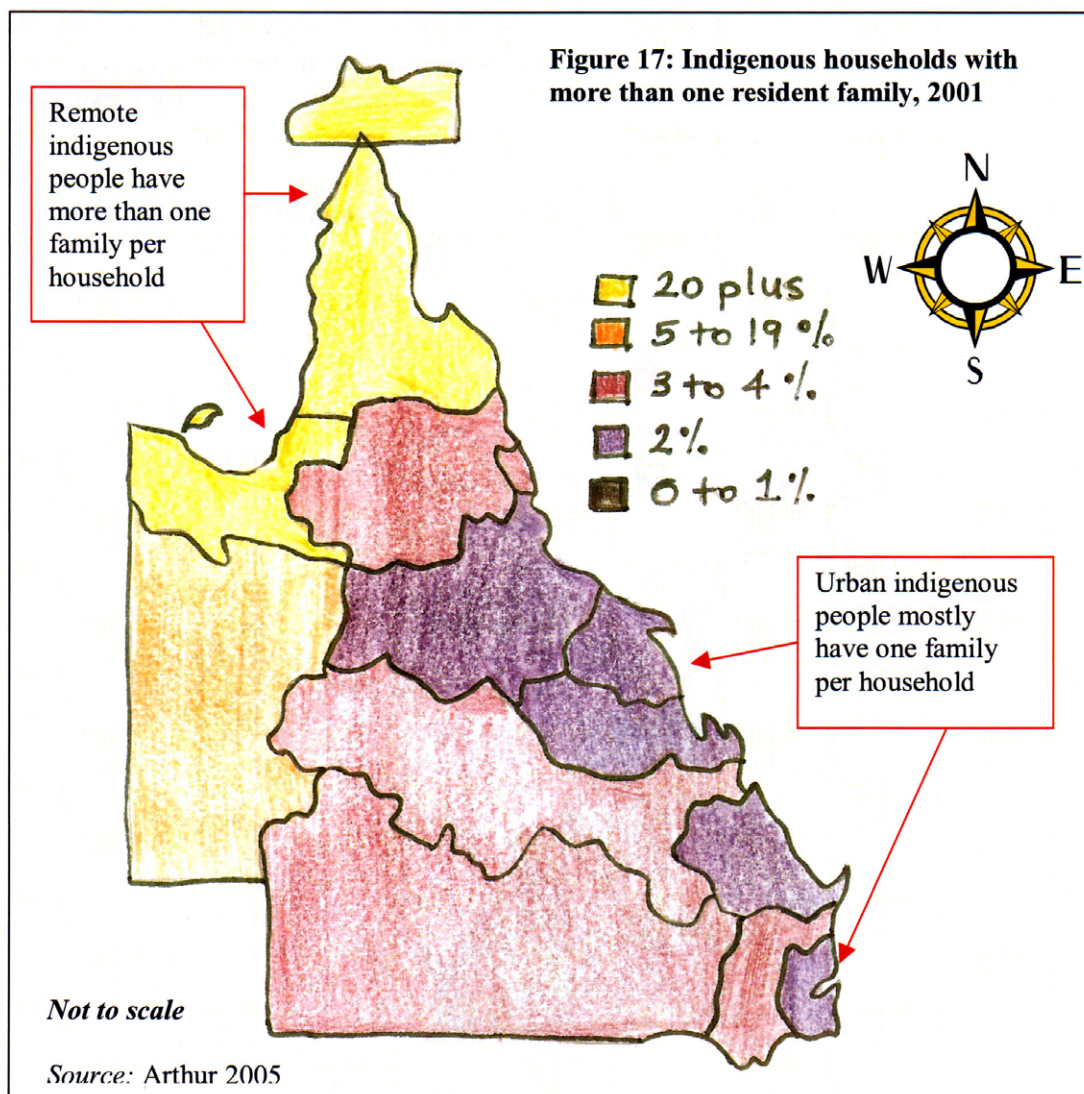 Figure 17: Indigenous households with
more than one resident family, 2001
Remote
indigenous
people have
more than one
family per
household
N
W
E
S
20 plus
5 to 19 %
3 to 4 %
2%
0 to 1%
Urban indigenous
people mostly
have one family
per household
Not to scale
Source: Arthur 2005